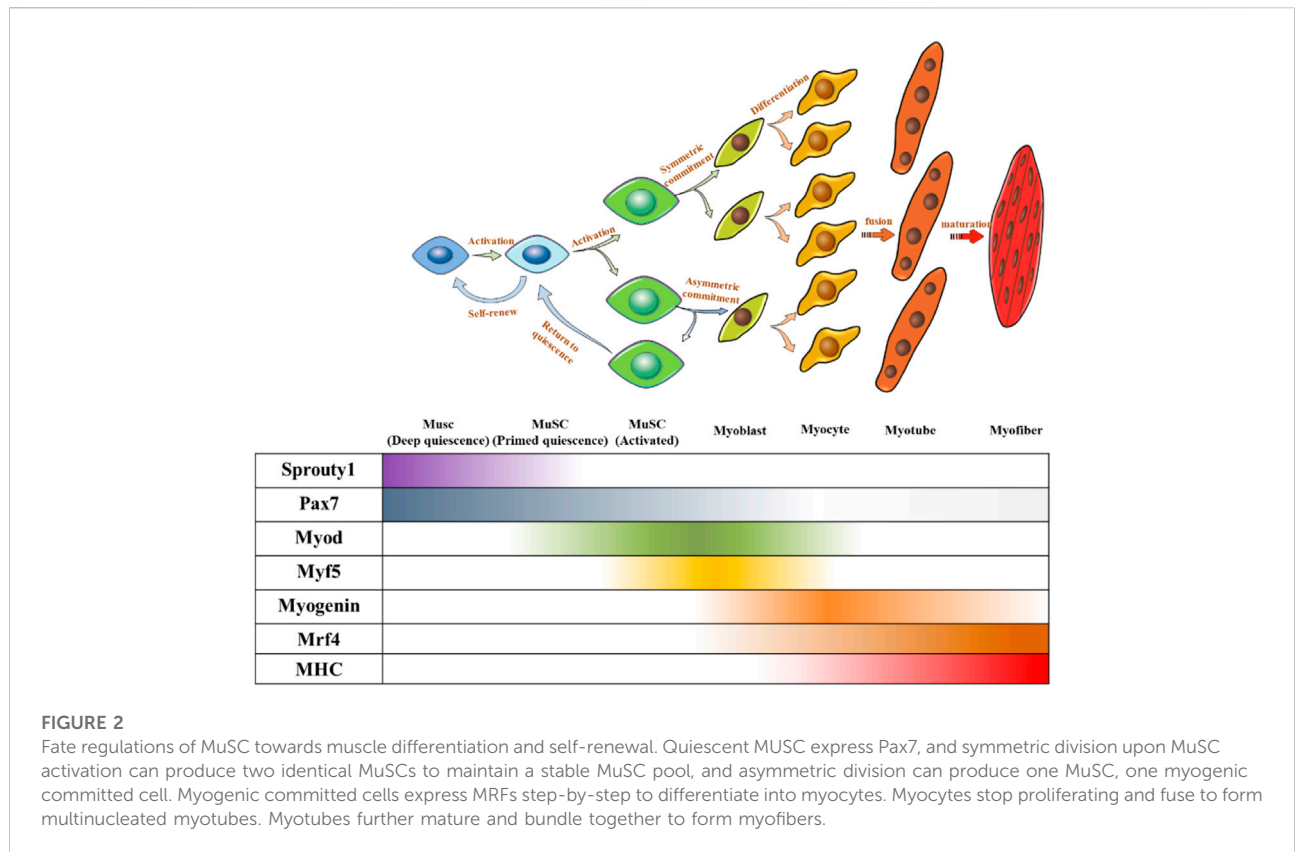 Differentiation
Symmetric
commitment
Activation
Activation
fusion
maturation
Asymmetric
commitment
Self-renew
Return to
quiescence
Musc
(Deep quiescence)
MuSC
(Primed quiescence)
MuSC
(Activated)
Myoblast
Myocyte
Myotube
Myofiber
Sprouty1
Pax7
Myod
Myf5
Myogenin
Mrf4
MHC
FIGURE 2
Fate regulations of MuSC towards muscle differentiation and self-renewal. Quiescent MUSC express Pax7, and symmetric division upon MuSC
activation can produce two identical MuSCs to maintain a stable MuSC pool, and asymmetric division can produce one MuSC, one myogenic
committed cell. Myogenic committed cells express MRFs step-by-step to differentiate into myocytes. Myocytes stop proliferating and fuse to form
multinucleated myotubes. Myotubes further mature and bundle together to form myofibers.